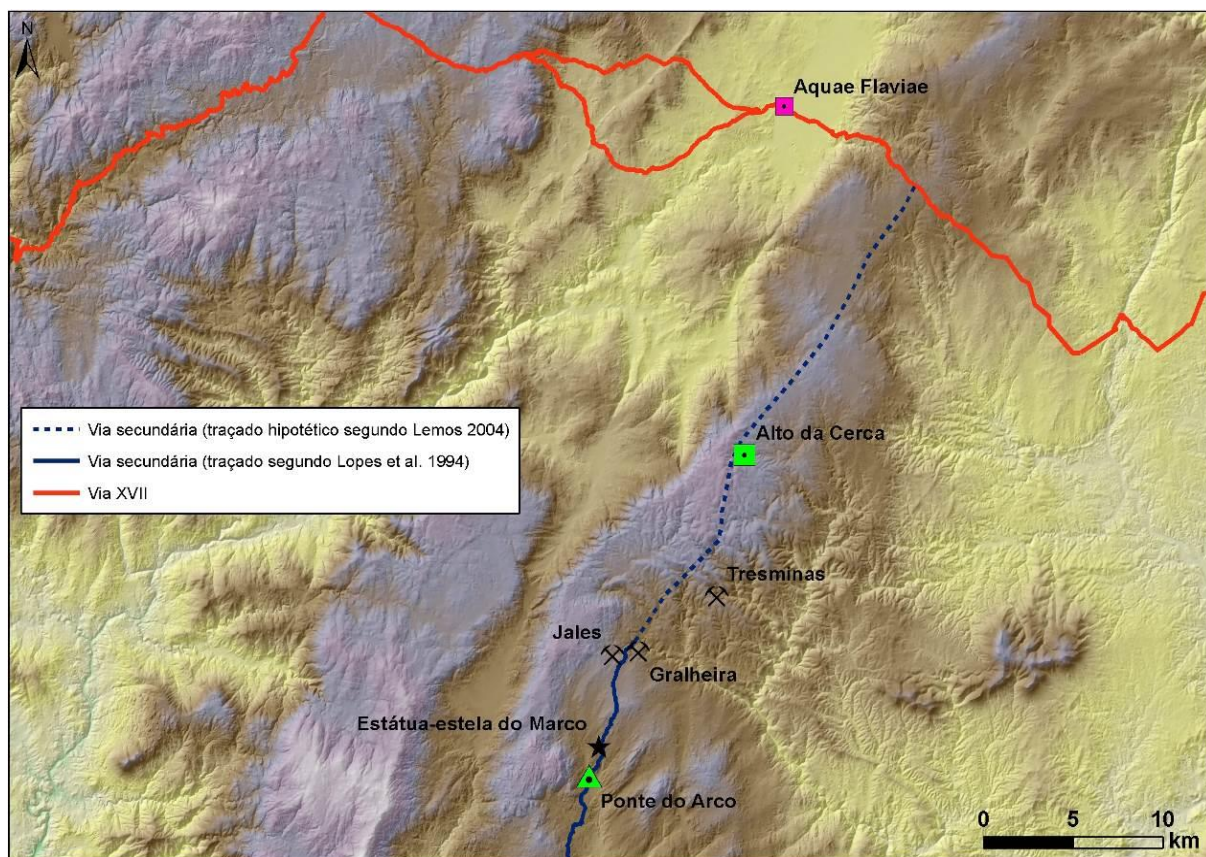 N
Aquae Flaviae
Via secundária (traçado hipotético segundo Lemos 2004)
Via secundária (traçado segundo Lopes et al. 1994)
Via XVII
Alto da Cerca
Tresminas
Jales
Gralheira
Estátua-estela do Marco
Ponte do Arco
0 5 10
km